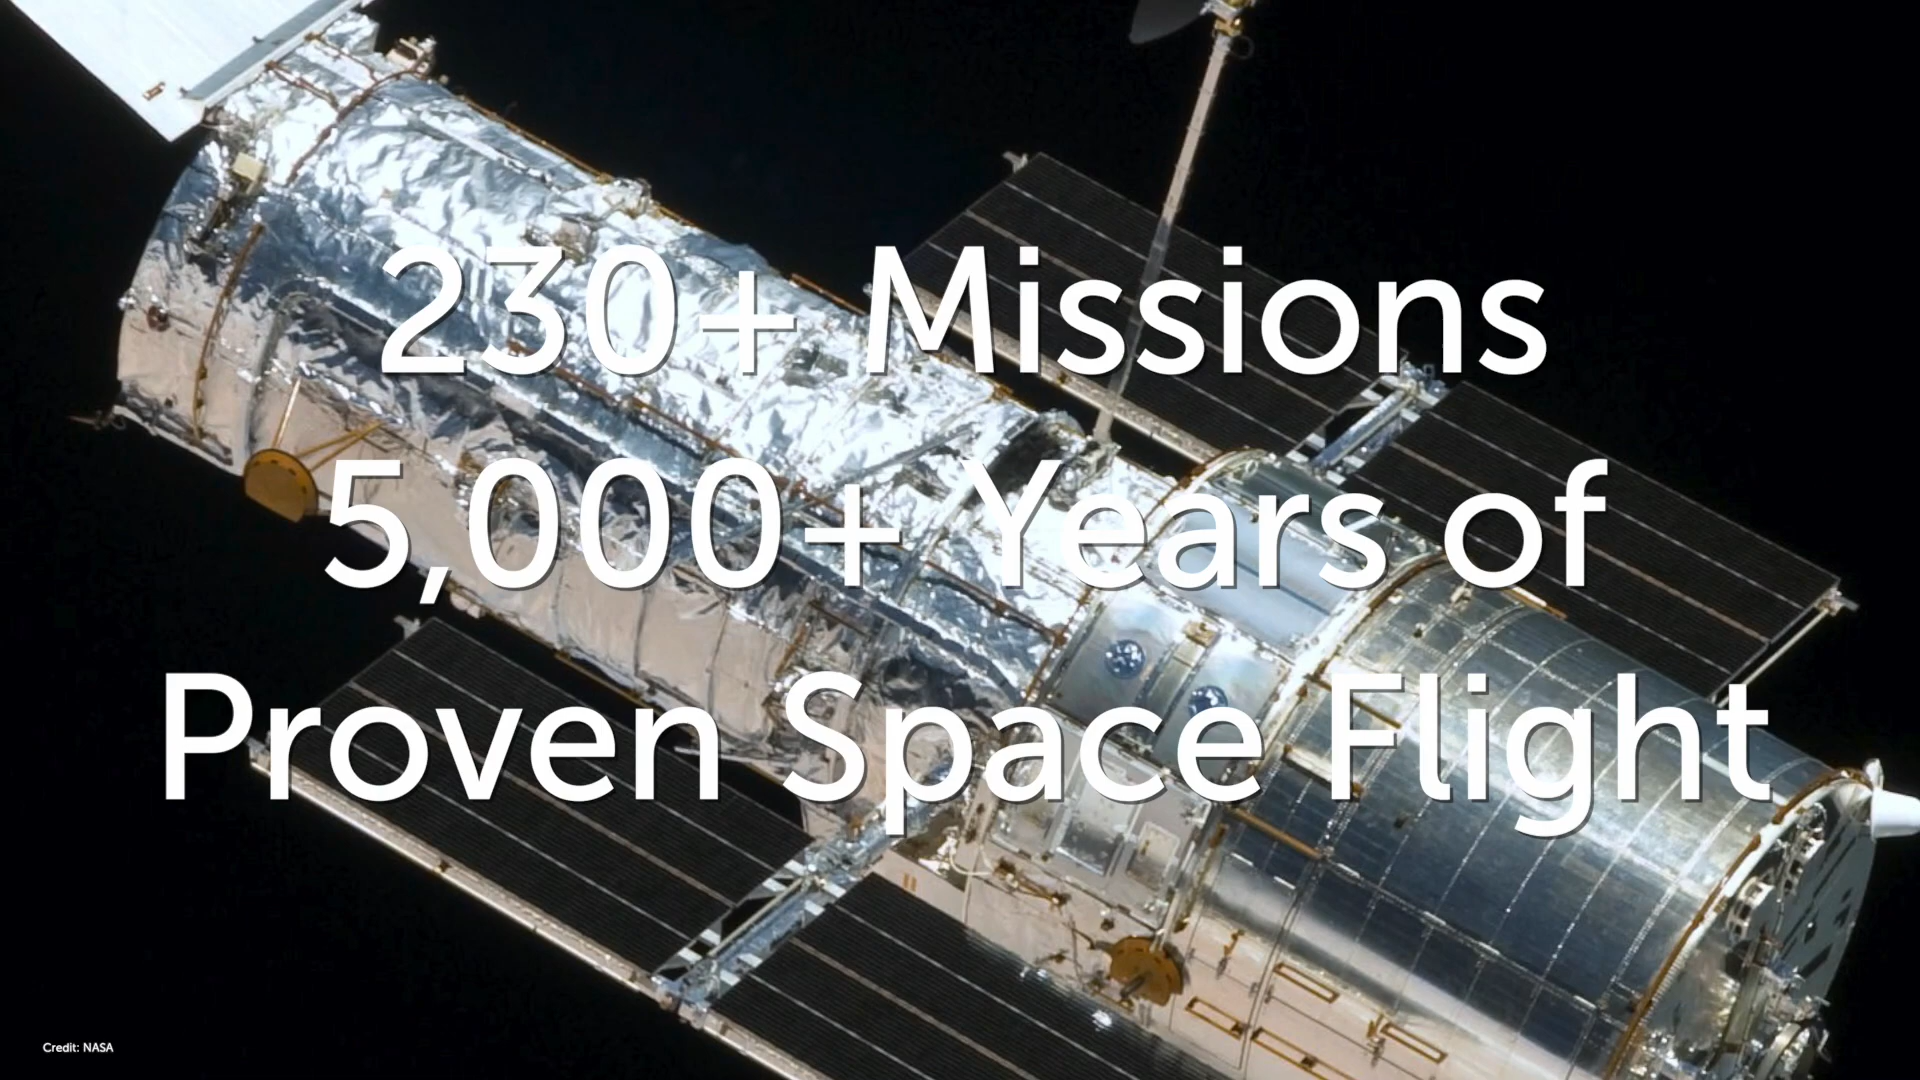 230+ Missions
5,000+ Years of
Proven Space Flight
Credit: NASA